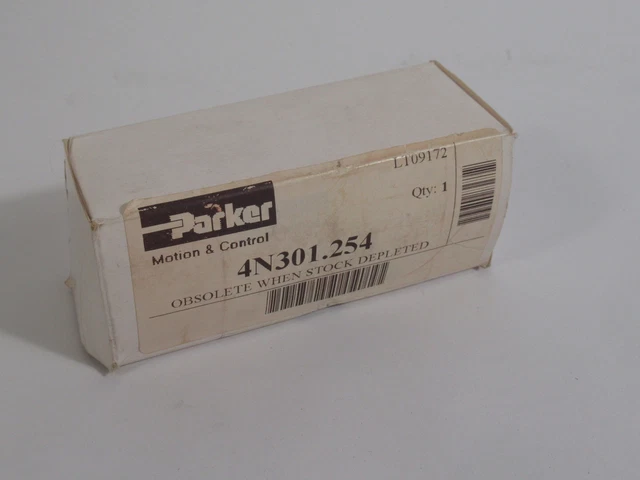 Parker
Motion & Control
4N301.254
OBSOLETE WHEN STOCK DEPLETED
L109172
Qty: 1